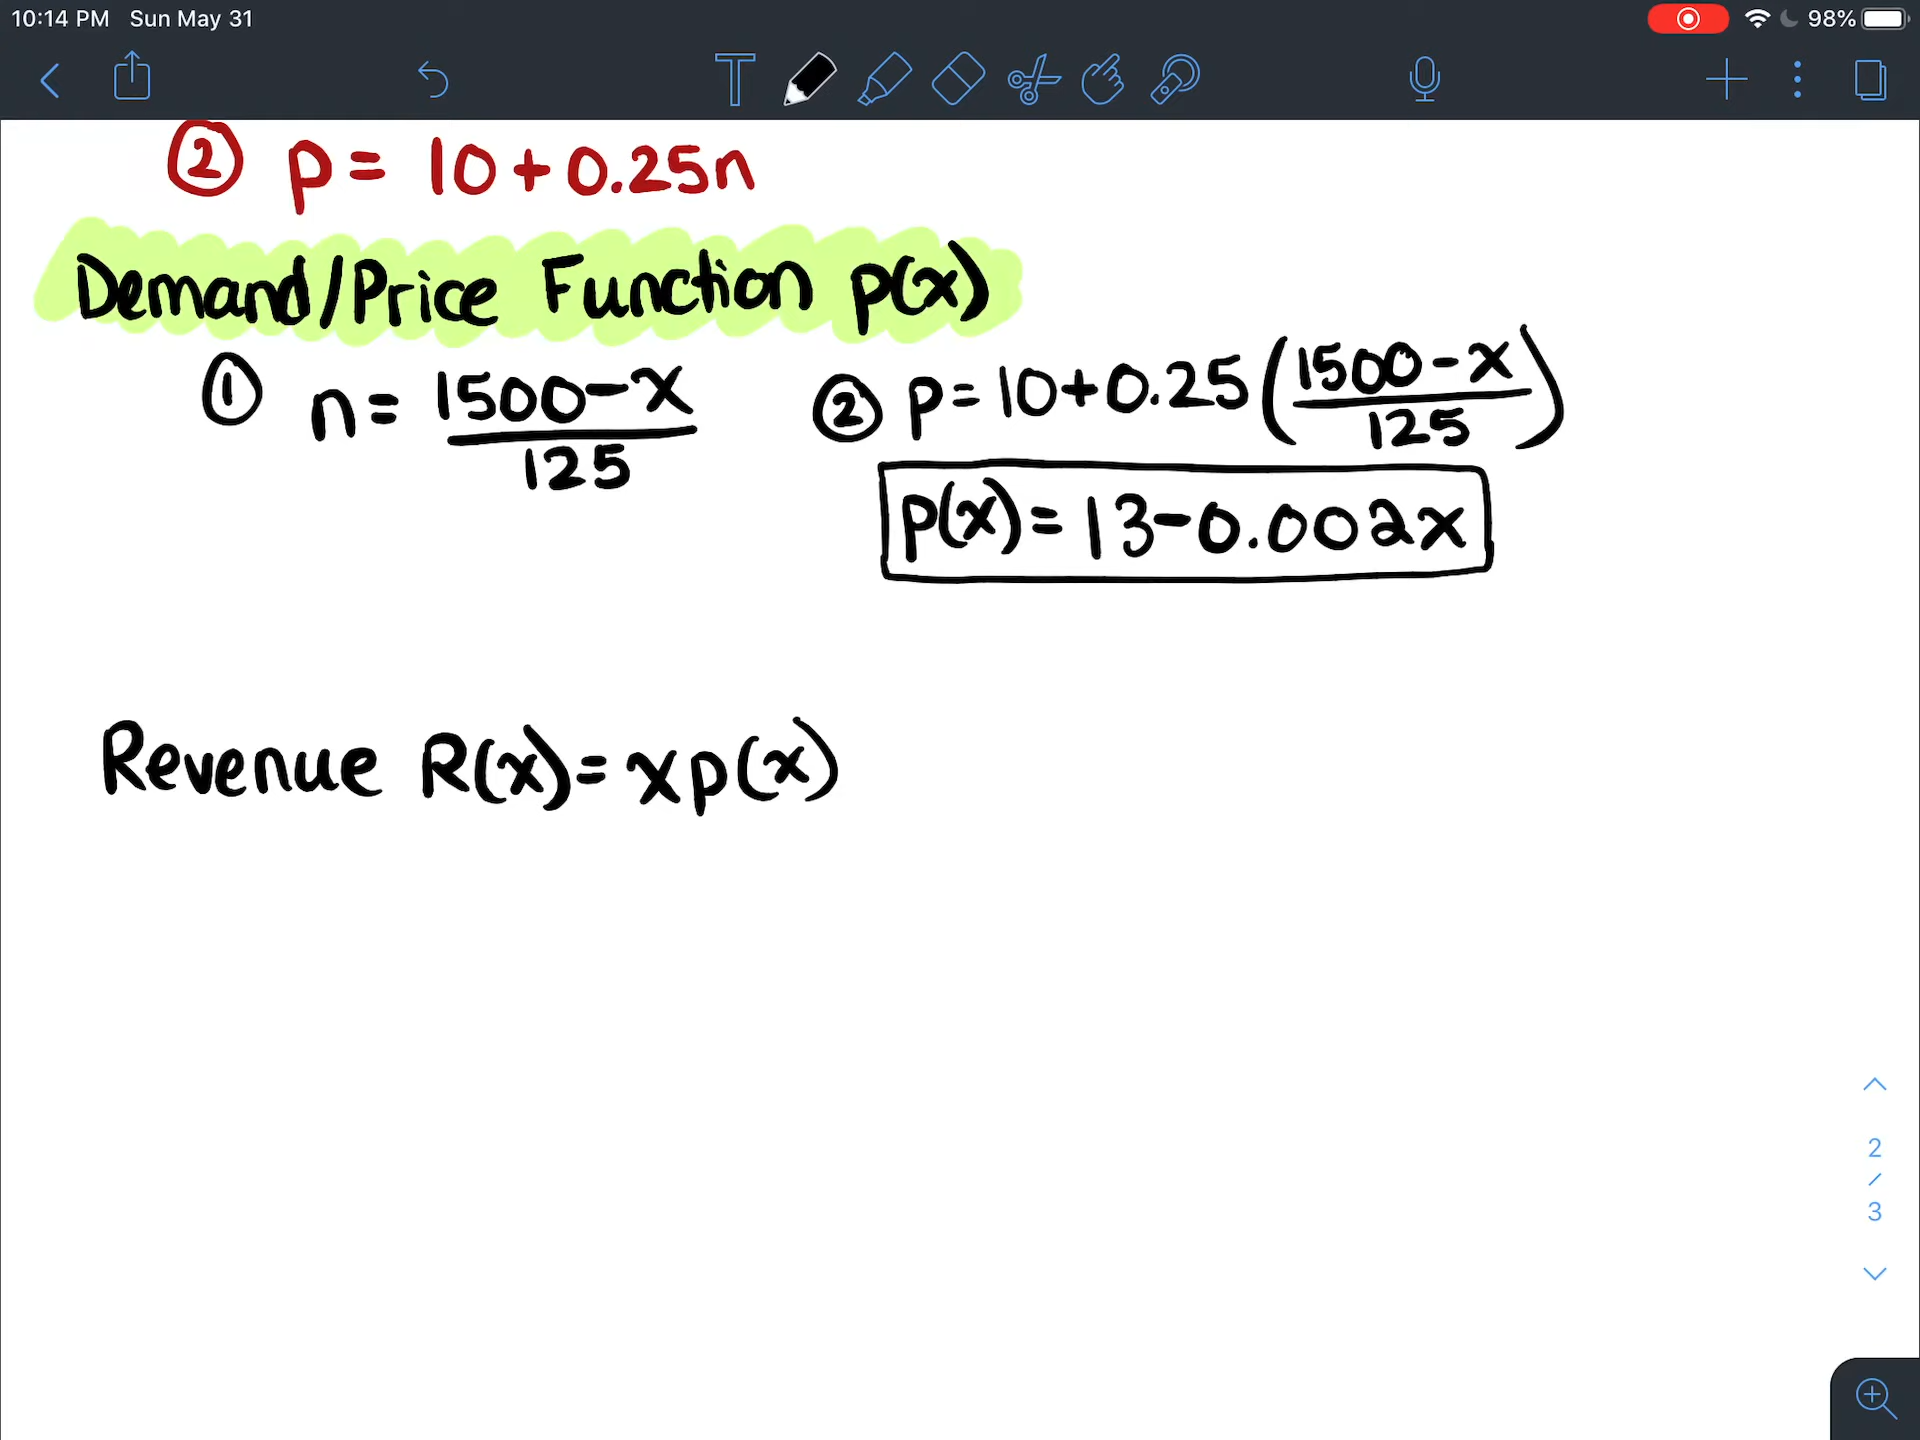 10:14 PM Sun May 31 98%
② p = 10 + 0.25n
Demand/Price Function p(x)
① n = (1500 - x)/125 ② p = 10 + 0.25((1500 - x)/125)
p(x) = 13 - 0.002x
Revenue R(x) = xp(x)
2
/
3